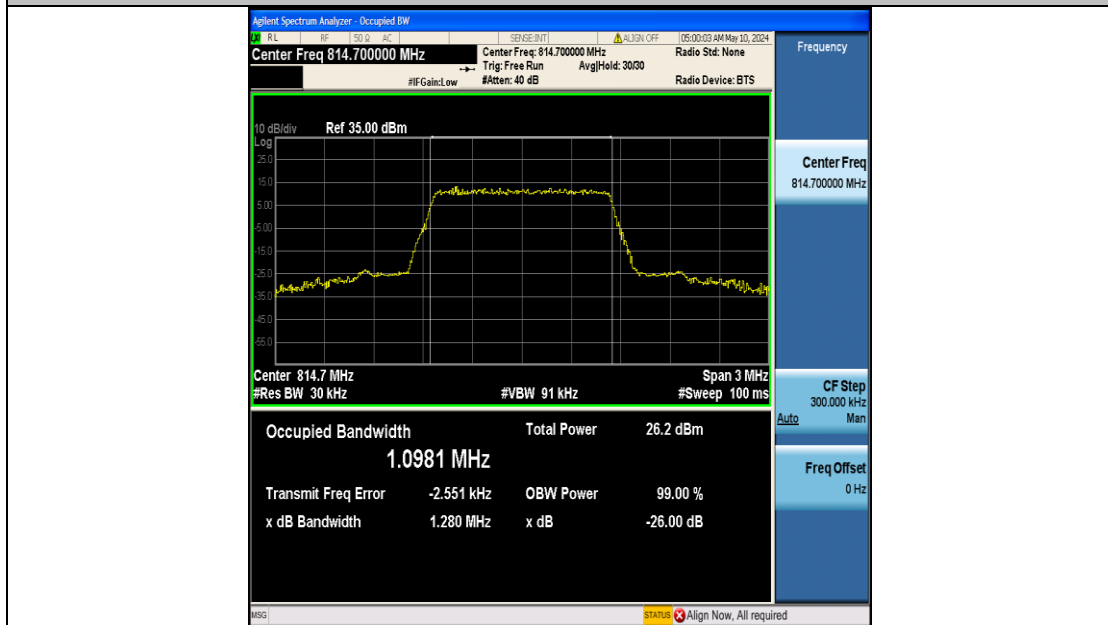 Agilent Spectrum Analyzer - Occupied BW
LXI RL RF 50 Ω AC SENSE:INT ALIGN OFF 05:00:03 AM May 10, 2024
Center Freq 814.700000 MHz
Center Freq: 814.700000 MHz Radio Std: None
Trig: Free Run Avg|Hold: 30/30
#IFGain:Low #Atten: 40 dB Radio Device: BTS
Frequency
10 dB/div Ref 35.00 dBm
Log
25.0
15.0
5.00
-5.00
-15.0
-25.0
-35.0
-45.0
-55.0
Center 814.7 MHz Span 3 MHz
#Res BW 30 kHz #VBW 91 kHz #Sweep 100 ms
Occupied Bandwidth Total Power 26.2 dBm
1.0981 MHz
Transmit Freq Error -2.551 kHz OBW Power 99.00 %
x dB Bandwidth 1.280 MHz x dB -26.00 dB
Center Freq
814.700000 MHz
CF Step
300.000 kHz
Auto Man
Freq Offset
0 Hz
MSG STATUS Align Now, All required